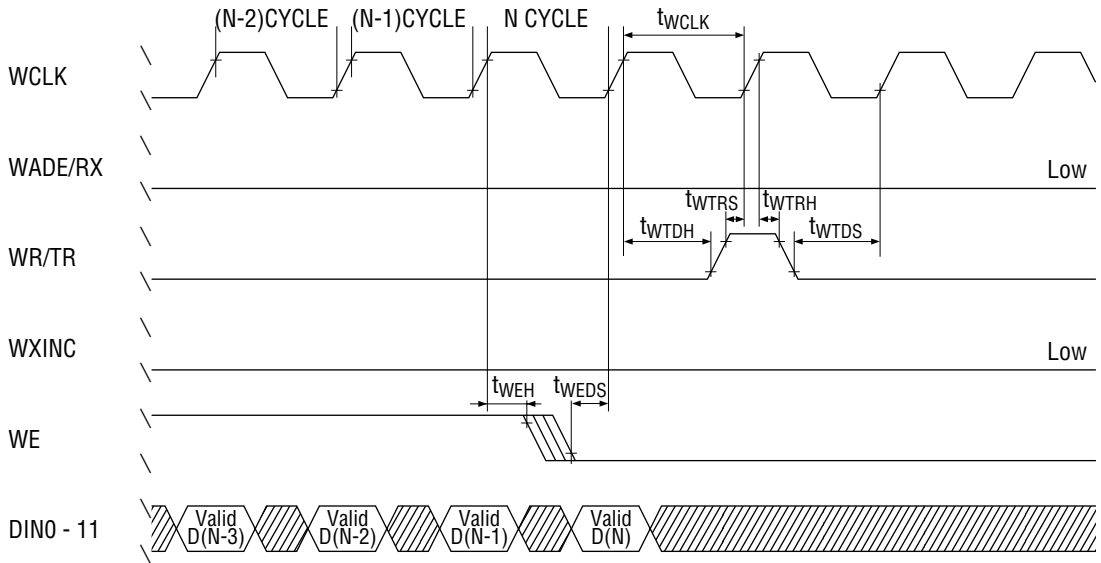 (N-2)CYCLE (N-1)CYCLE N CYCLE tWCLK
WCLK
WADE/RX Low
tWTRS tWTRH
tWTDH tWTDS
WR/TR
WXINC Low
tWEH tWEDS
WE
DIN0 - 11 Valid D(N-3) Valid D(N-2) Valid D(N-1) Valid D(N)